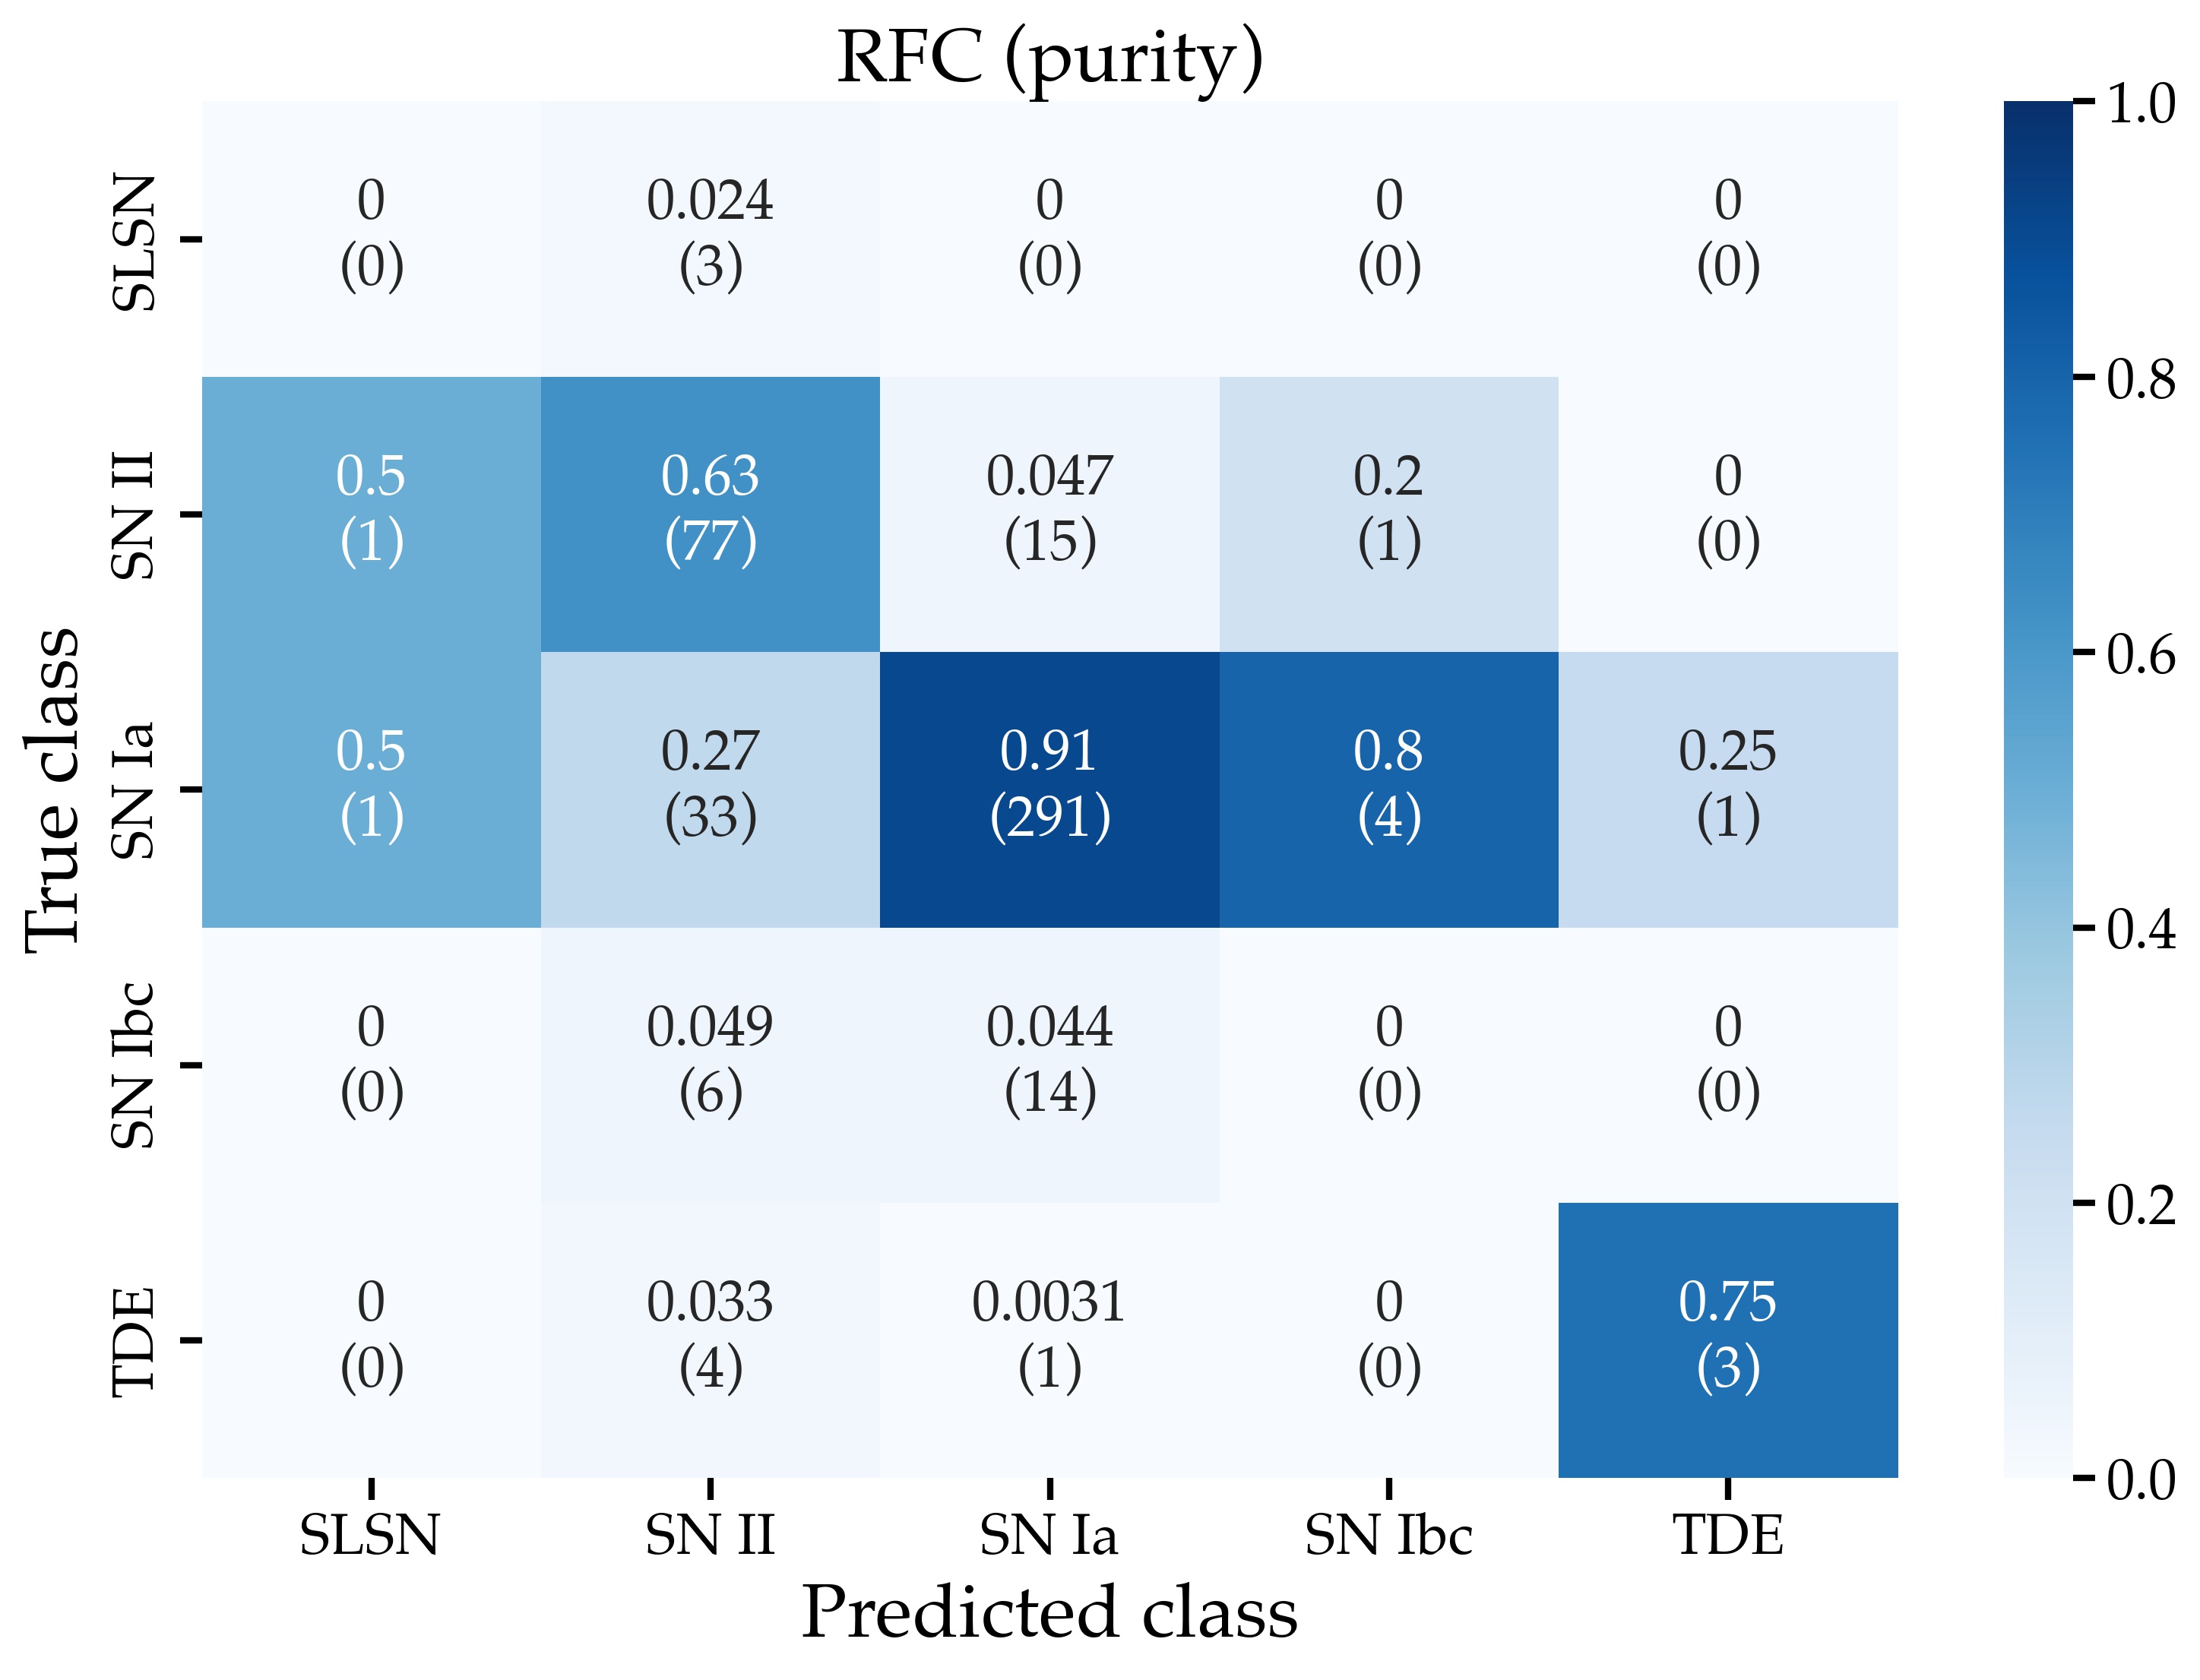 RFC (purity)
SLSN
0 0.024 0 0 0
(0) (3) (0) (0) (0)
SN II
0.5 0.63 0.047 0.2 0
(1) (77) (15) (1) (0)
SN Ia
0.5 0.27 0.91 0.8 0.25
(1) (33) (291) (4) (1)
SN Ibc
0 0.049 0.044 0 0
(0) (6) (14) (0) (0)
TDE
0 0.033 0.0031 0 0.75
(0) (4) (1) (0) (3)
True class
SLSN SN II SN Ia SN Ibc TDE
Predicted class
1.0
0.8
0.6
0.4
0.2
0.0